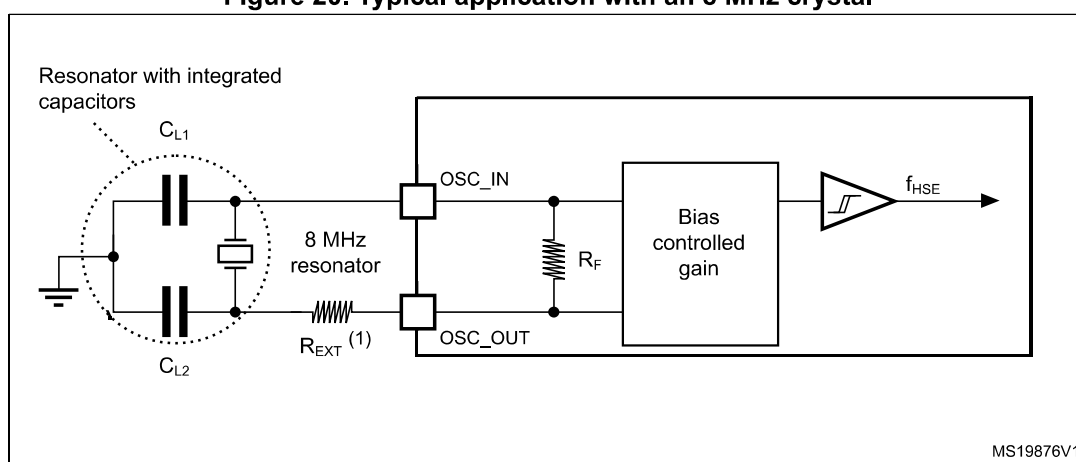 Figure 20. Typical application with an 8 MHz crystal
Resonator with integrated
capacitors
CL1
OSC_IN
fHSE
8 MHz
resonator
RF
Bias
controlled
gain
REXT (1)
OSC_OUT
CL2
MS19876V1